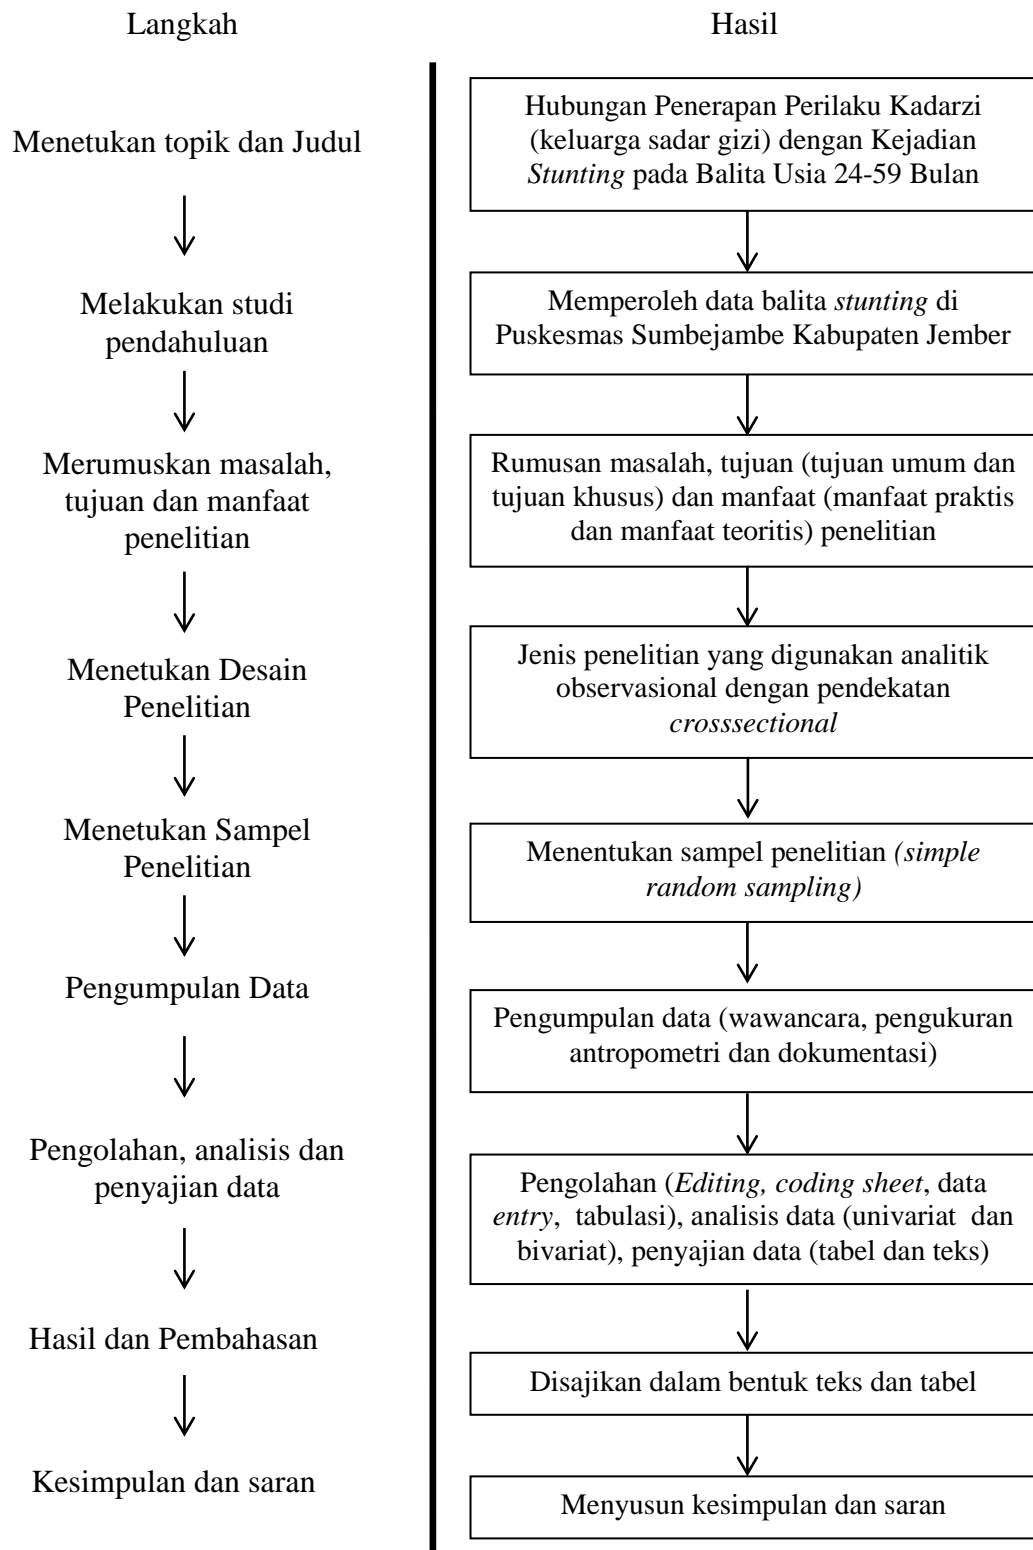 Langkah
Hasil
Menetukan topik dan Judul
Hubungan Penerapan Perilaku Kadarzi
(keluarga sadar gizi) dengan Kejadian
Stunting pada Balita Usia 24-59 Bulan
Melakukan studi
pendahuluan
Memperoleh data balita stunting di
Puskesmas Sumbejambe Kabupaten Jember
Merumuskan masalah,
tujuan dan manfaat
penelitian
Rumusan masalah, tujuan (tujuan umum dan
tujuan khusus) dan manfaat (manfaat praktis
dan manfaat teoritis) penelitian
Menetukan Desain
Penelitian
Jenis penelitian yang digunakan analitik
observasional dengan pendekatan
crosssectional
Menetukan Sampel
Penelitian
Menentukan sampel penelitian (simple
random sampling)
Pengumpulan Data
Pengumpulan data (wawancara, pengukuran
antropometri dan dokumentasi)
Pengolahan, analisis dan
penyajian data
Pengolahan (Editing, coding sheet, data
entry, tabulasi), analisis data (univariat dan
bivariat), penyajian data (tabel dan teks)
Hasil dan Pembahasan
Disajikan dalam bentuk teks dan tabel
Kesimpulan dan saran
Menyusun kesimpulan dan saran